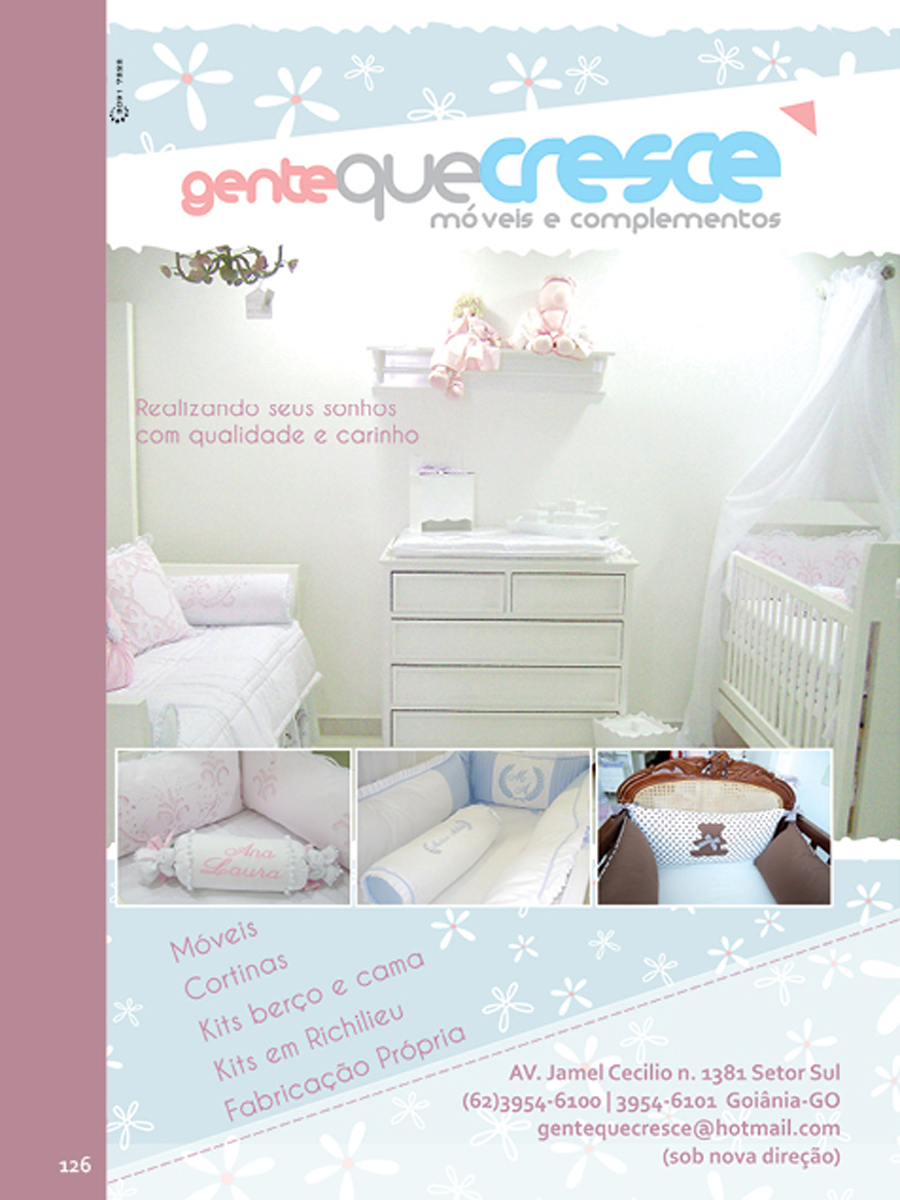 3091 7898
gentequecresce
móveis e complementos
Realizando seus sonhos
com qualidade e carinho
Ana
Laura
Móveis
Cortinas
Kits berço e cama
Kits em Richilieu
Fabricação Própria
AV. Jamel Cecilio n. 1381 Setor Sul
(62)3954-6100 | 3954-6101 Goiânia-GO
gentequecresce@hotmail.com
(sob nova direção)
126